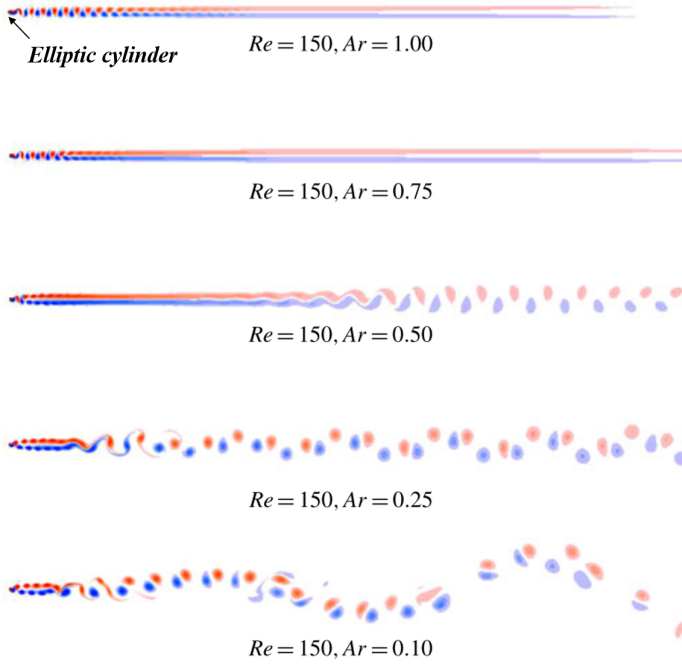 Elliptic cylinder
Re = 150, Ar = 1.00
Re = 150, Ar = 0.75
Re = 150, Ar = 0.50
Re = 150, Ar = 0.25
Re = 150, Ar = 0.10